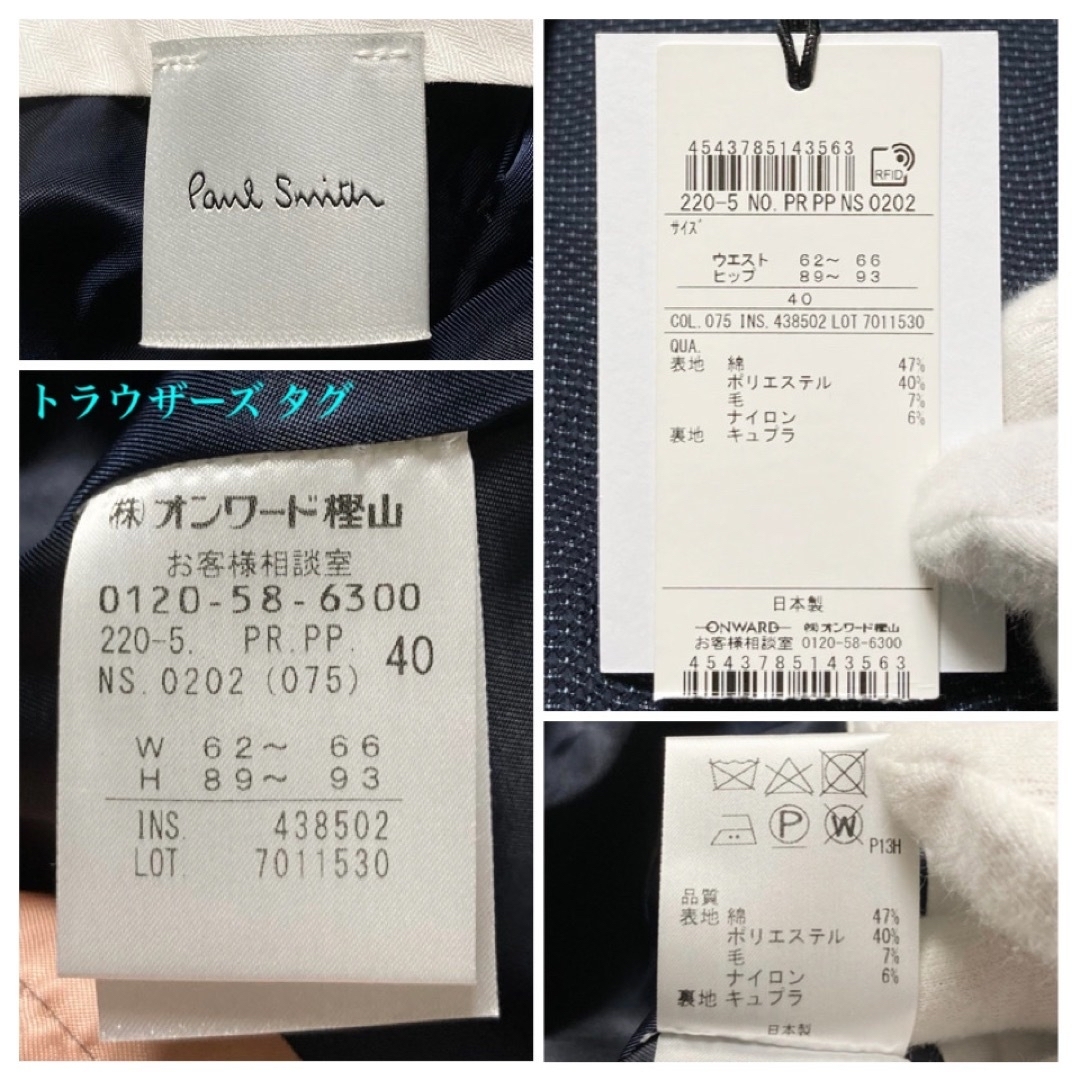 Paul Smith
4543785143563
RFID
220-5 NO. PR PP NS 0202
サイズ
ウエスト 62～ 66
ヒップ 89～ 93
40
COL. 075 INS. 438502 LOT 7011530
QUA.
表地 綿 47%
ポリエステル 40%
毛 7%
ナイロン 6%
裏地 キュプラ
日本製
ONWARD ㈱オンワード樫山
お客様相談室 0120-58-6300
4543785143563
トラウザーズ タグ
㈱オンワード樫山
お客様相談室
0120-58-6300
220-5. PR.PP. 40
NS.0202(075)
W 62～ 66
H 89～ 93
INS. 438502
LOT. 7011530
P W
P13H
品質
表地 綿 47%
ポリエステル 40%
毛 7%
ナイロン 6%
裏地 キュプラ
日本製